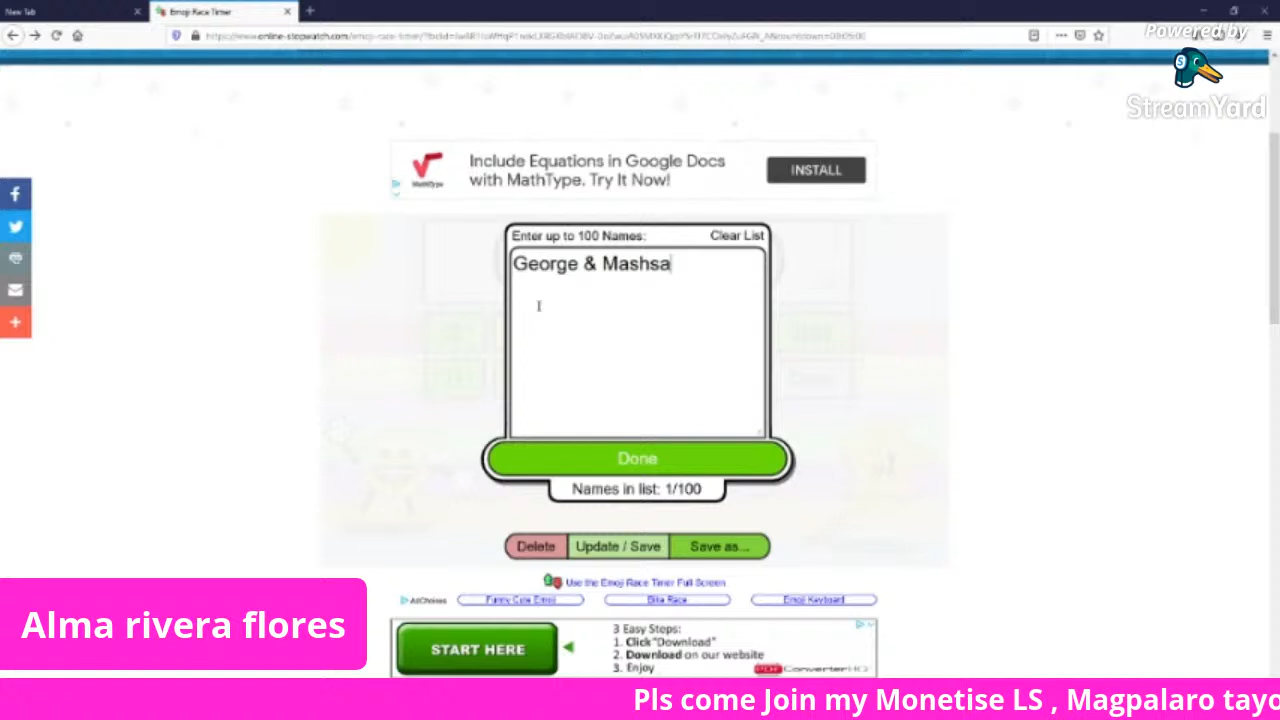 New Tab
Emoji Race Timer
Powered by
StreamYard
Include Equations in Google Docs
with MathType. Try It Now!
INSTALL
MathType
Enter up to 100 Names:
Clear List
George & Mashsa
Done
Names in list: 1/100
Delete
Update / Save
Save as...
Use the Emoji Race Timer Full Screen
AdChoices
Funny Cute Emoji
Bike Race
Emoji Keyboard
START HERE
3 Easy Steps:
1. Click "Download"
2. Download on our website
3. Enjoy
PDF ConverterHQ
Alma rivera flores
Pls come Join my Monetise LS , Magpalaro tayo